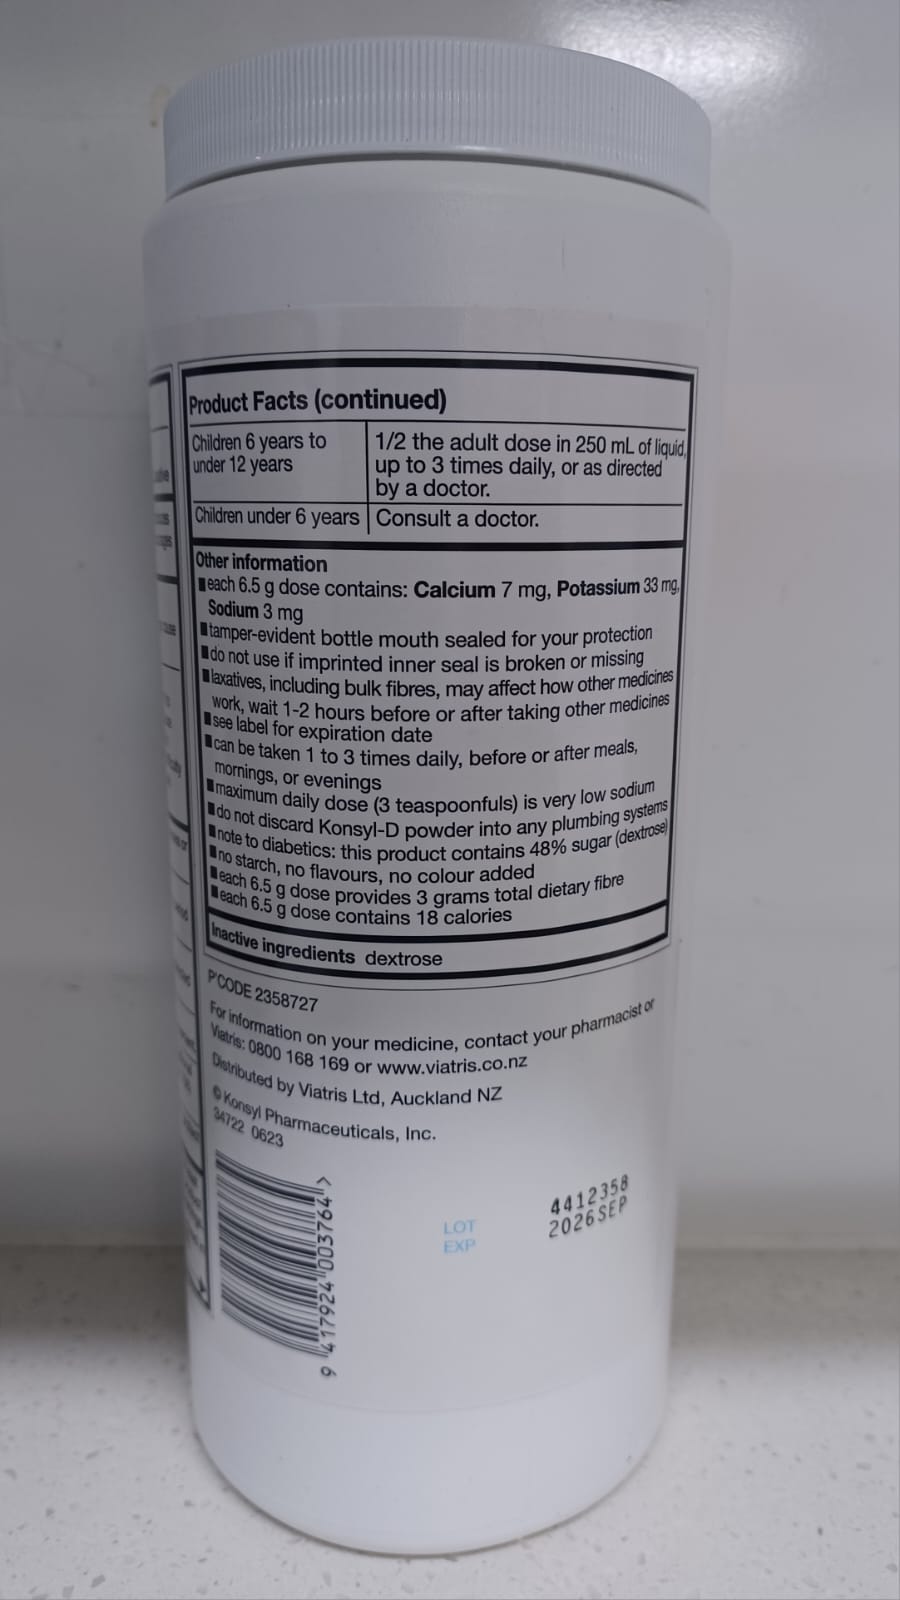 Product Facts (continued)
Children 6 years to
under 12 years
1/2 the adult dose in 250 mL of liquid,
up to 3 times daily, or as directed
by a doctor.
Children under 6 years
Consult a doctor.
Other information
■ each 6.5 g dose contains: Calcium 7 mg, Potassium 33 mg,
Sodium 3 mg
■ tamper-evident bottle mouth sealed for your protection
■ do not use if imprinted inner seal is broken or missing
■ laxatives, including bulk fibres, may affect how other medicines
work, wait 1-2 hours before or after taking other medicines
■ see label for expiration date
■ can be taken 1 to 3 times daily, before or after meals,
mornings, or evenings
■ maximum daily dose (3 teaspoonfuls) is very low sodium
■ do not discard Konsyl-D powder into any plumbing systems
■ note to diabetics: this product contains 48% sugar (dextrose)
■ no starch, no flavours, no colour added
■ each 6.5 g dose provides 3 grams total dietary fibre
■ each 6.5 g dose contains 18 calories
Inactive ingredients dextrose
P'CODE 2358727
For information on your medicine, contact your pharmacist or
Viatris: 0800 168 169 or www.viatris.co.nz
Distributed by Viatris Ltd, Auckland NZ
© Konsyl Pharmaceuticals, Inc.
34722 0623
9 417924 003764 >
LOT
EXP
4412358
2026SEP